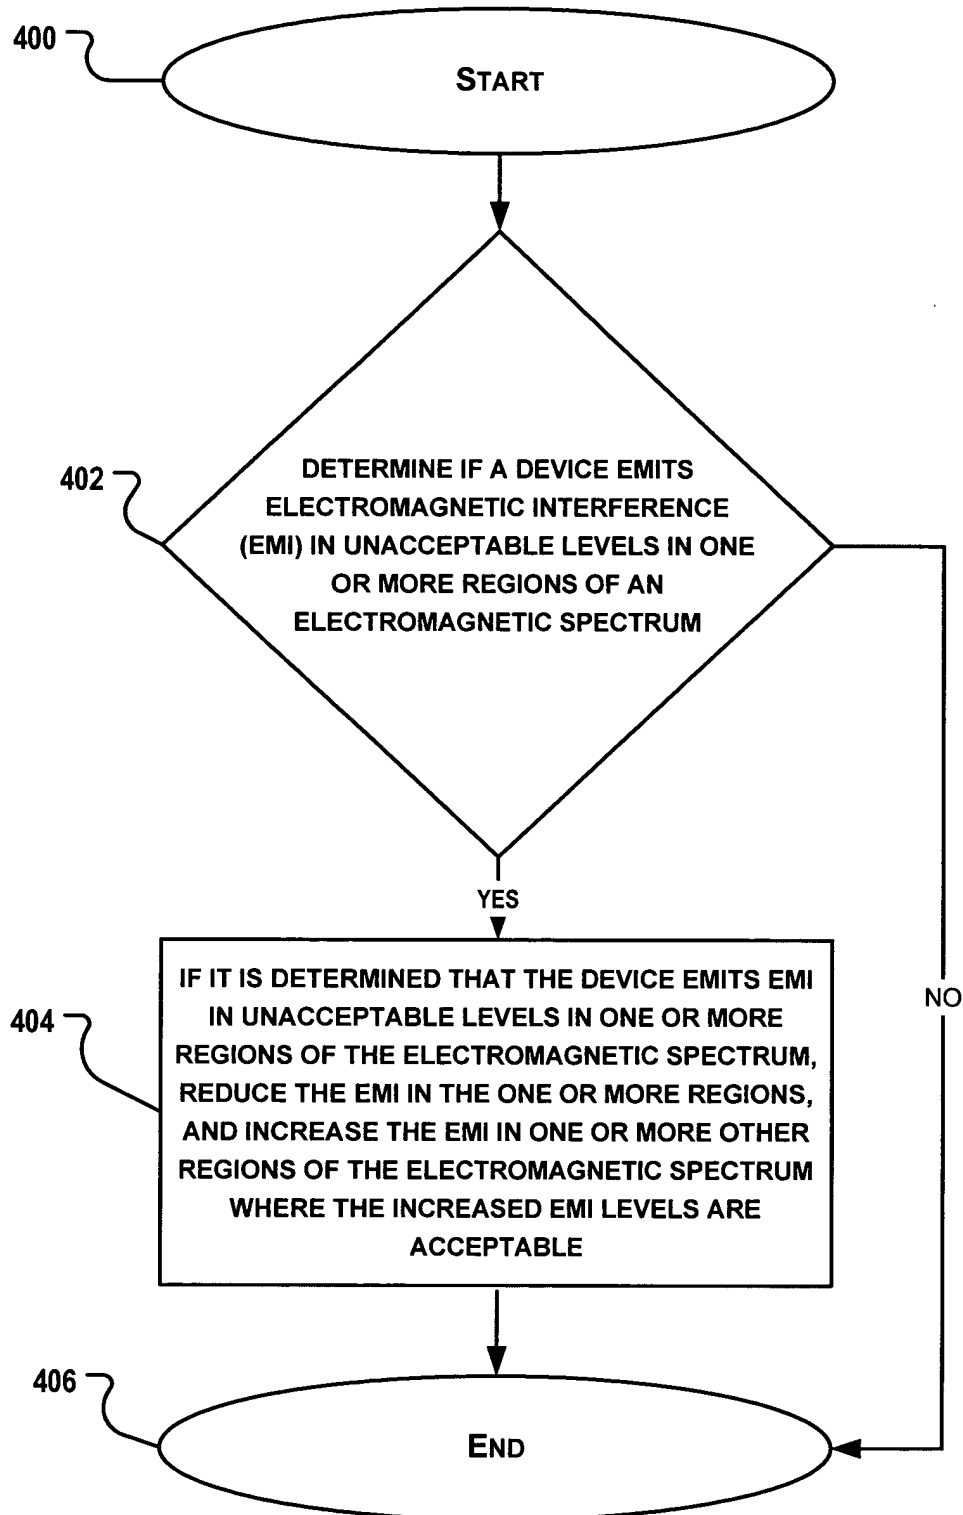 400
START
402
DETERMINE IF A DEVICE EMITS
ELECTROMAGNETIC INTERFERENCE
(EMI) IN UNACCEPTABLE LEVELS IN ONE
OR MORE REGIONS OF AN
ELECTROMAGNETIC SPECTRUM
YES
NO
404
IF IT IS DETERMINED THAT THE DEVICE EMITS EMI
IN UNACCEPTABLE LEVELS IN ONE OR MORE
REGIONS OF THE ELECTROMAGNETIC SPECTRUM,
REDUCE THE EMI IN THE ONE OR MORE REGIONS,
AND INCREASE THE EMI IN ONE OR MORE OTHER
REGIONS OF THE ELECTROMAGNETIC SPECTRUM
WHERE THE INCREASED EMI LEVELS ARE
ACCEPTABLE
406
END